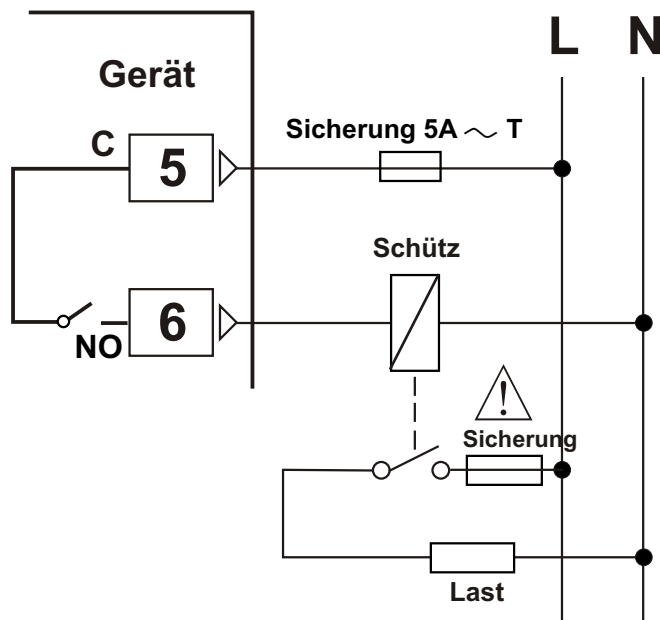 L N
Gerät
Sicherung 5A ~ T
C
5
Schütz
6
NO
!
Sicherung
Last